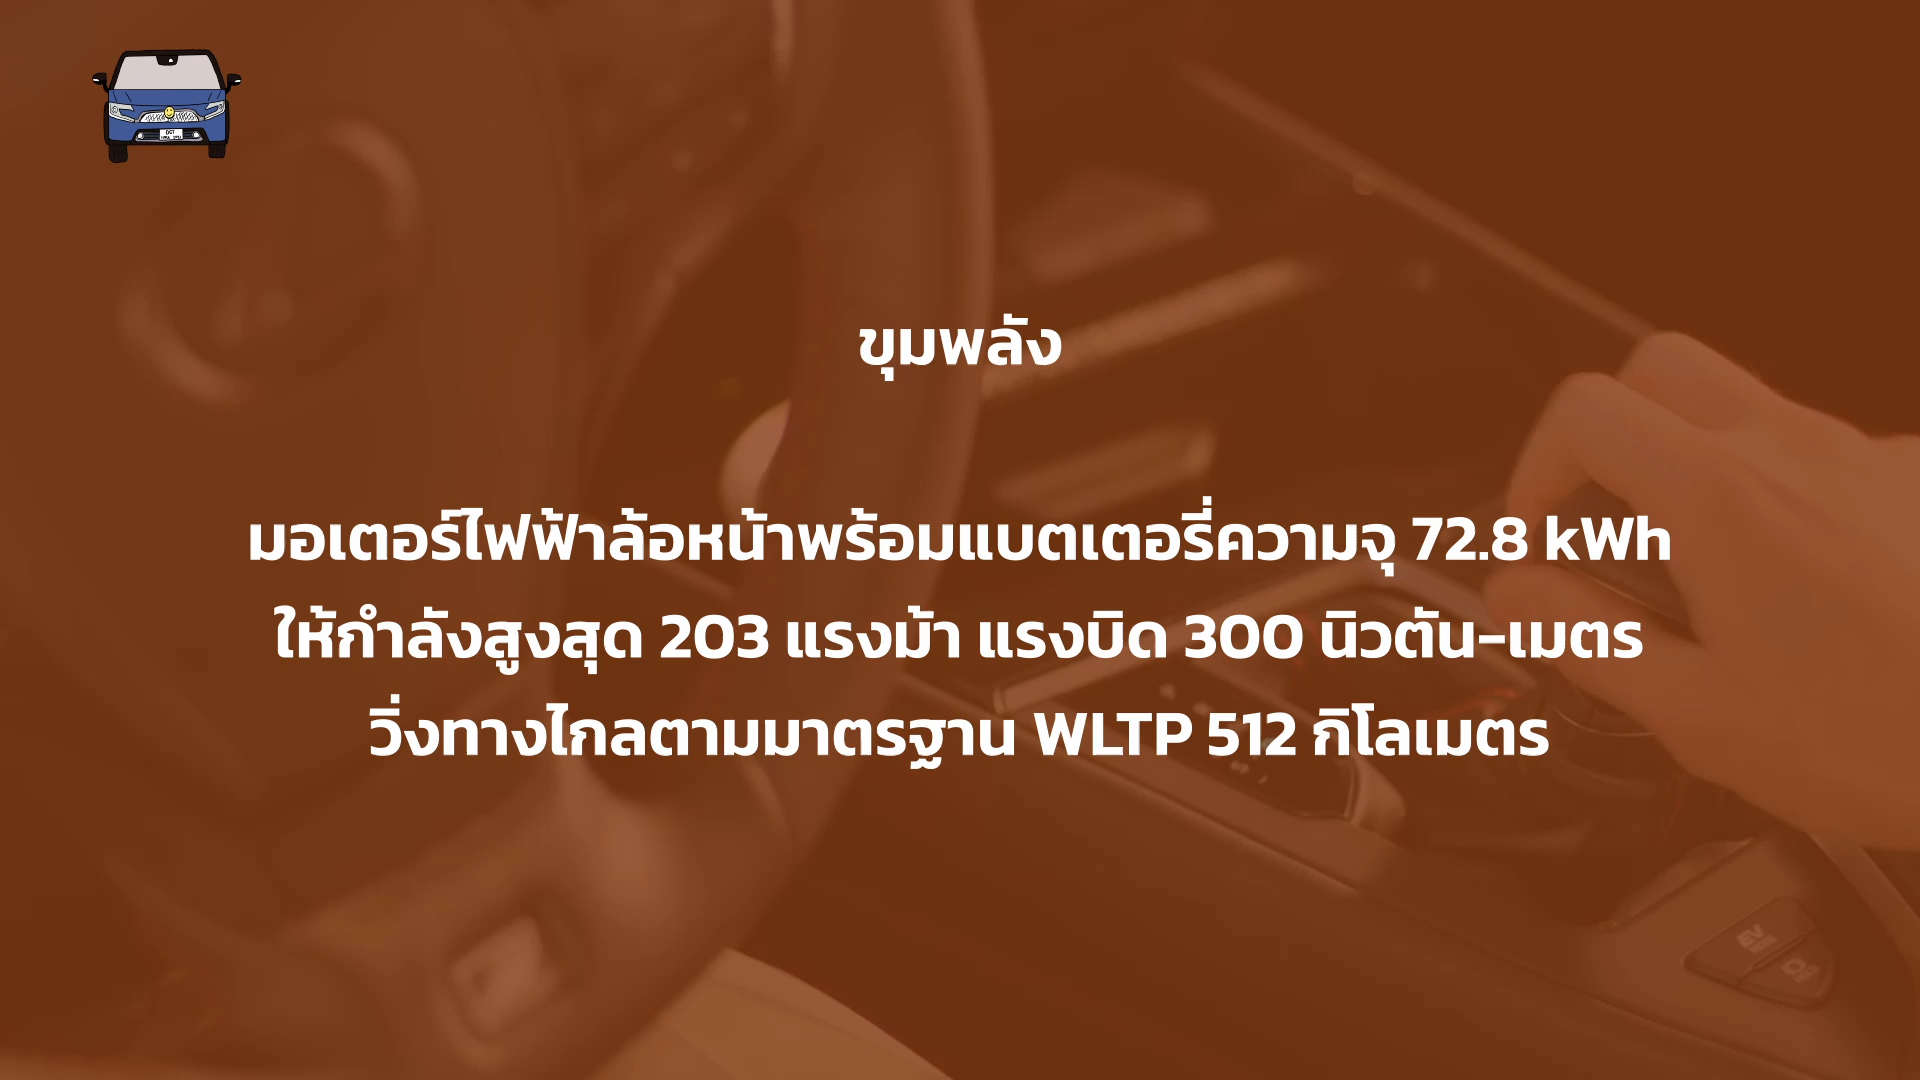 ขุมพลัง
มอเตอร์ไฟฟ้าล้อหน้าพร้อมแบตเตอรี่ความจุ 72.8 kWh
ให้กำลังสูงสุด 203 แรงม้า แรงบิด 300 นิวตัน-เมตร
วิ่งทางไกลตามมาตรฐาน WLTP 512 กิโลเมตร
EV